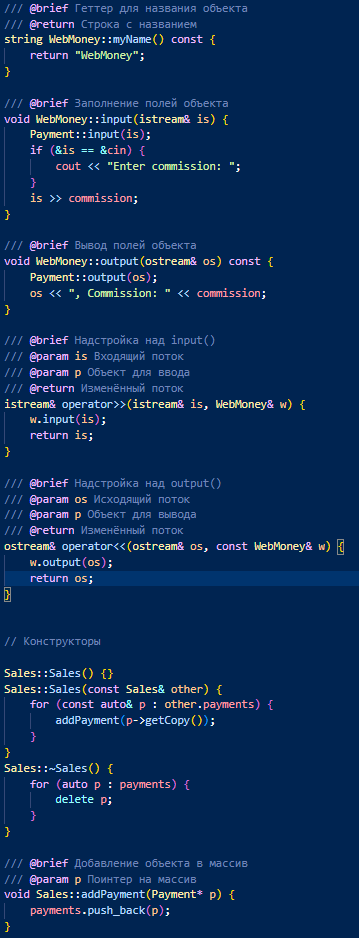 /// @brief Геттер для названия объекта
/// @return Строка с названием
string WebMoney::myName() const {
    return "WebMoney";
}

/// @brief Заполнение полей объекта
void WebMoney::input(istream& is) {
    Payment::input(is);
    if (&is == &cin) {
        cout << "Enter commission: ";
    }
    is >> commission;
}

/// @brief Вывод полей объекта
void WebMoney::output(ostream& os) const {
    Payment::output(os);
    os << ", Commission: " << commission;
}

/// @brief Надстройка над input()
/// @param is Входящий поток
/// @param p Объект для ввода
/// @return Изменённый поток
istream& operator>>(istream& is, WebMoney& w) {
    w.input(is);
    return is;
}

/// @brief Надстройка над output()
/// @param os Исходящий поток
/// @param p Объект для вывода
/// @return Изменённый поток
ostream& operator<<(ostream& os, const WebMoney& w) {
    w.output(os);
    return os;
}


// Конструкторы

Sales::Sales() {}
Sales::Sales(const Sales& other) {
    for (const auto& p : other.payments) {
        addPayment(p->getCopy());
    }
}
Sales::~Sales() {
    for (auto p : payments) {
        delete p;
    }
}

/// @brief Добавление объекта в массив
/// @param p Поинтер на массив
void Sales::addPayment(Payment* p) {
    payments.push_back(p);
}